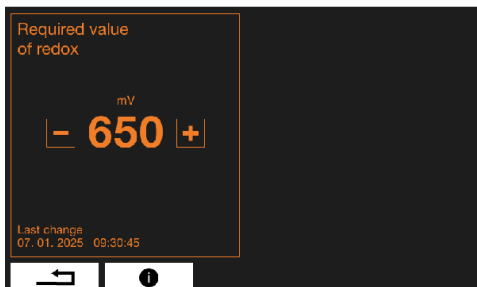 Required value
of redox
mV
− 650 +
Last change
07. 01. 2025 09:30:45